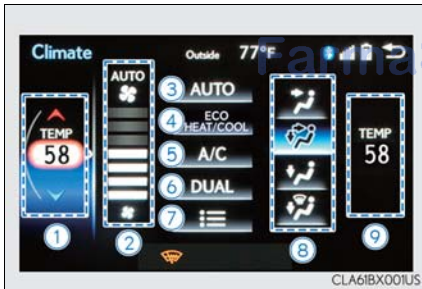 Climate
Outside 77°F
AUTO
TEMP
58
3 AUTO
4 ECO HEAT/COOL
5 A/C
6 DUAL
7
TEMP
58
1
2
8
9
CLA61BX001US